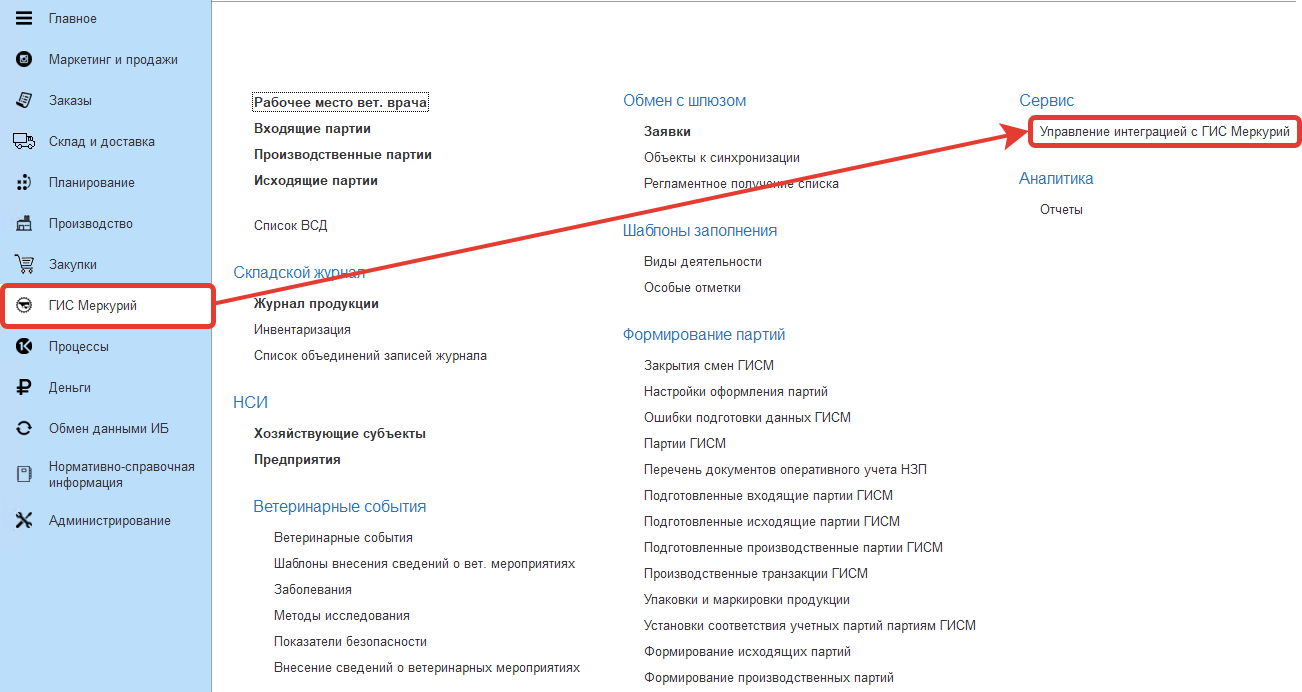 Главное
Маркетинг и продажи
Заказы
Склад и доставка
Планирование
Производство
Закупки
ГИС Меркурий
Процессы
Деньги
Обмен данными ИБ
Нормативно-справочная
информация
Администрирование
Рабочее место вет. врача
Входящие партии
Производственные партии
Исходящие партии
Список ВСД
Складской журнал
Журнал продукции
Инвентаризация
Список объединений записей журнала
НСИ
Хозяйствующие субъекты
Предприятия
Ветеринарные события
Ветеринарные события
Шаблоны внесения сведений о вет. мероприятиях
Заболевания
Методы исследования
Показатели безопасности
Внесение сведений о ветеринарных мероприятиях
Обмен с шлюзом
Заявки
Объекты к синхронизации
Регламентное получение списка
Шаблоны заполнения
Виды деятельности
Особые отметки
Формирование партий
Закрытия смен ГИСМ
Настройки оформления партий
Ошибки подготовки данных ГИСМ
Партии ГИСМ
Перечень документов оперативного учета НЗП
Подготовленные входящие партии ГИСМ
Подготовленные исходящие партии ГИСМ
Подготовленные производственные партии ГИСМ
Производственные транзакции ГИСМ
Упаковки и маркировки продукции
Установки соответствия учетных партий партиям ГИСМ
Формирование исходящих партий
Формирование производственных партий
Сервис
Управление интеграцией с ГИС Меркурий
Аналитика
Отчеты